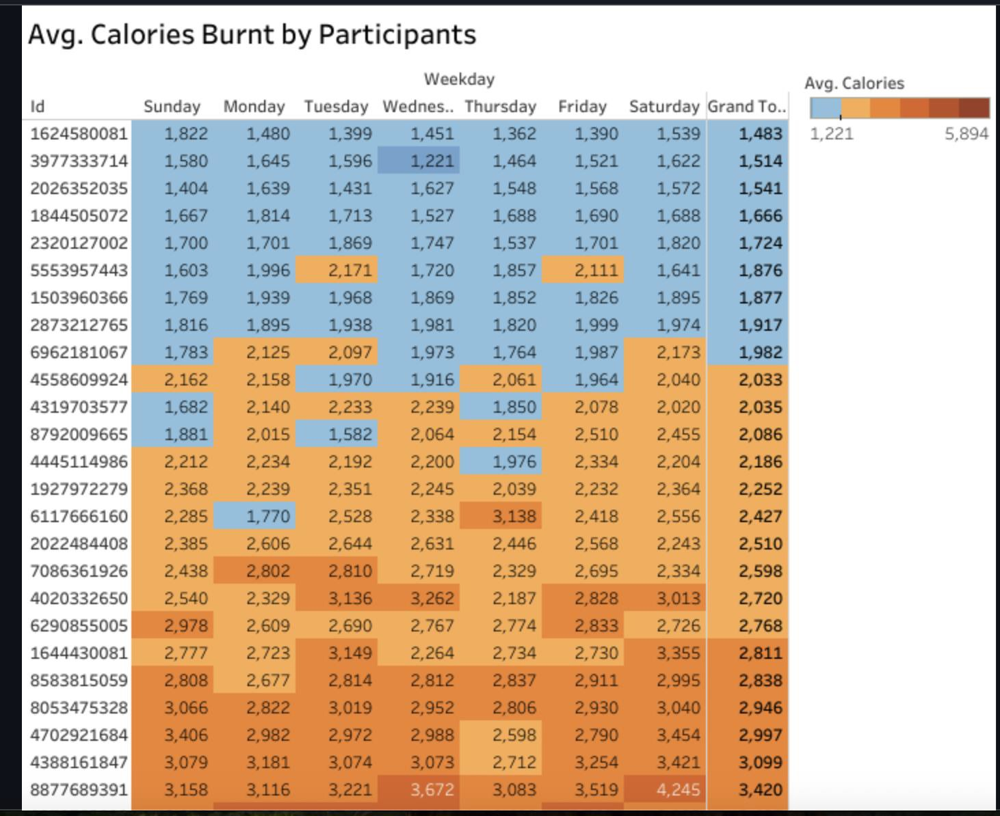 Avg. Calories Burnt by Participants
Weekday
Avg. Calories
Id Sunday Monday Tuesday Wednes.. Thursday Friday Saturday Grand To..
1,221 5,894
1624580081 1,822 1,480 1,399 1,451 1,362 1,390 1,539 1,483
3977333714 1,580 1,645 1,596 1,221 1,464 1,521 1,622 1,514
2026352035 1,404 1,639 1,431 1,627 1,548 1,568 1,572 1,541
1844505072 1,667 1,814 1,713 1,527 1,688 1,690 1,688 1,666
2320127002 1,700 1,701 1,869 1,747 1,537 1,701 1,820 1,724
5553957443 1,603 1,996 2,171 1,720 1,857 2,111 1,641 1,876
1503960366 1,769 1,939 1,968 1,869 1,852 1,826 1,895 1,877
2873212765 1,816 1,895 1,938 1,981 1,820 1,999 1,974 1,917
6962181067 1,783 2,125 2,097 1,973 1,764 1,987 2,173 1,982
4558609924 2,162 2,158 1,970 1,916 2,061 1,964 2,040 2,033
4319703577 1,682 2,140 2,233 2,239 1,850 2,078 2,020 2,035
8792009665 1,881 2,015 1,582 2,064 2,154 2,510 2,455 2,086
4445114986 2,212 2,234 2,192 2,200 1,976 2,334 2,204 2,186
1927972279 2,368 2,239 2,351 2,245 2,039 2,232 2,364 2,252
6117666160 2,285 1,770 2,528 2,338 3,138 2,418 2,556 2,427
2022484408 2,385 2,606 2,644 2,631 2,446 2,568 2,243 2,510
7086361926 2,438 2,802 2,810 2,719 2,329 2,695 2,334 2,598
4020332650 2,540 2,329 3,136 3,262 2,187 2,828 3,013 2,720
6290855005 2,978 2,609 2,690 2,767 2,774 2,833 2,726 2,768
1644430081 2,777 2,723 3,149 2,264 2,734 2,730 3,355 2,811
8583815059 2,808 2,677 2,814 2,812 2,837 2,911 2,995 2,838
8053475328 3,066 2,822 3,019 2,952 2,806 2,930 3,040 2,946
4702921684 3,406 2,982 2,972 2,988 2,598 2,790 3,454 2,997
4388161847 3,079 3,181 3,074 3,073 2,712 3,254 3,421 3,099
8877689391 3,158 3,116 3,221 3,672 3,083 3,519 4,245 3,420